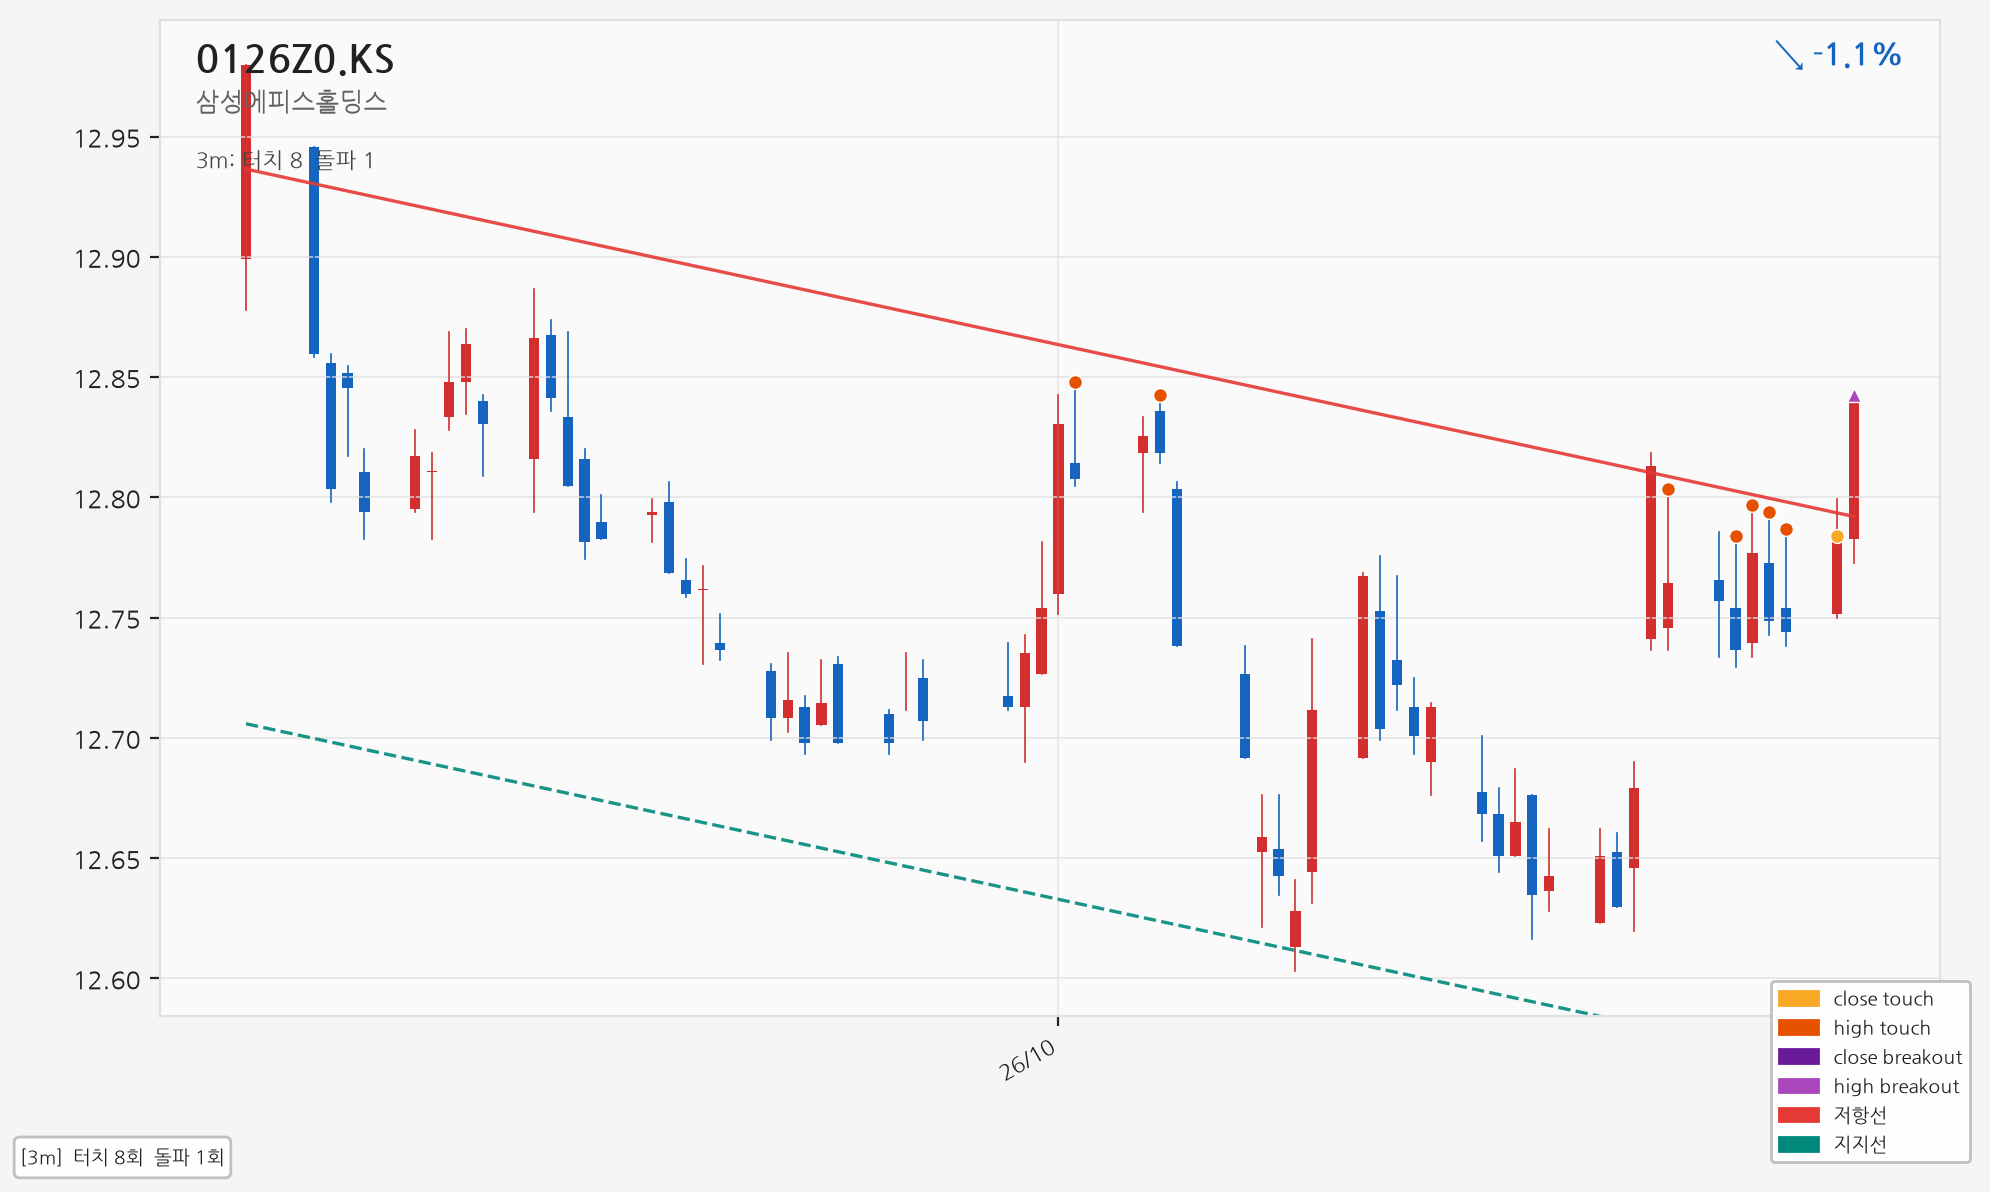 0126Z0.KS
삼성에피스홀딩스
3m: 터치 8 돌파 1
-1.1%
12.95
12.90
12.85
12.80
12.75
12.70
12.65
12.60
26/10
close touch
high touch
close breakout
high breakout
저항선
지지선
[3m] 터치 8회 돌파 1회